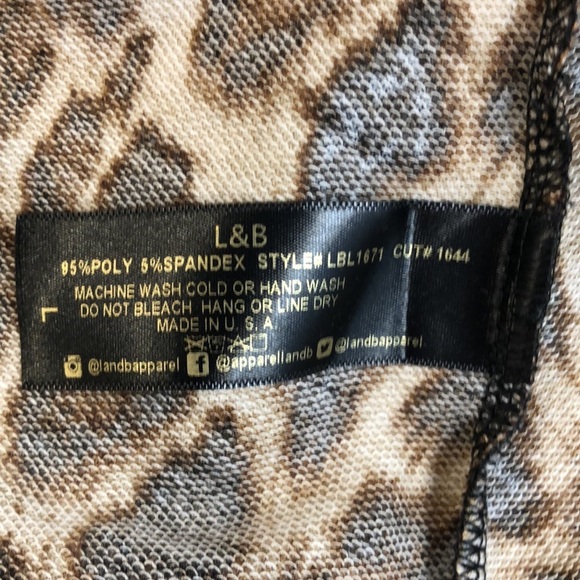 L&B
95%POLY 5%SPANDEX STYLE# LBL1671 CUT# 1644
MACHINE WASH COLD OR HAND WASH
DO NOT BLEACH HANG OR LINE DRY
MADE IN U. S. A
L
@landbapparel @apparellandb @landbapparel